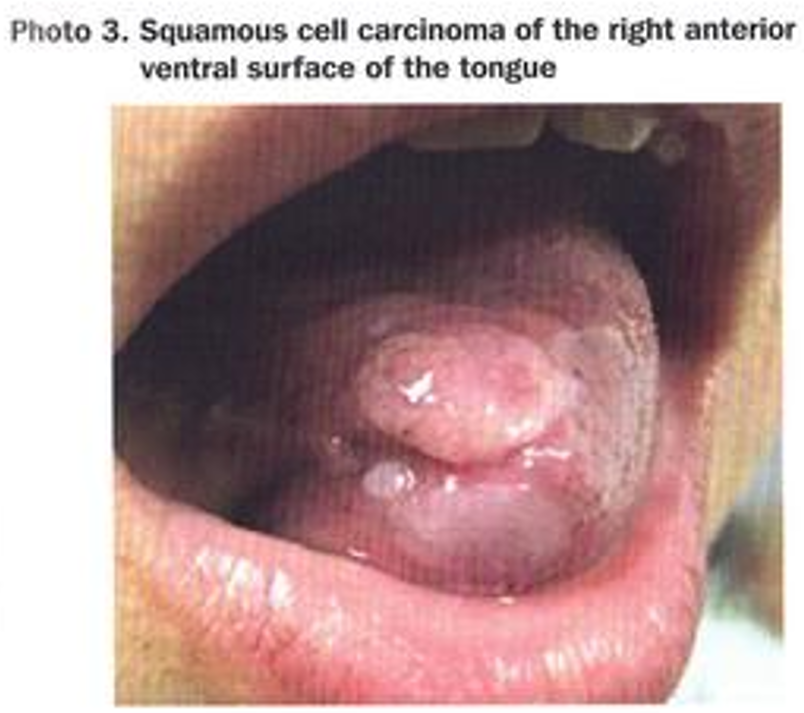 Photo 3. Squamous cell carcinoma of the right anterior
ventral surface of the tongue